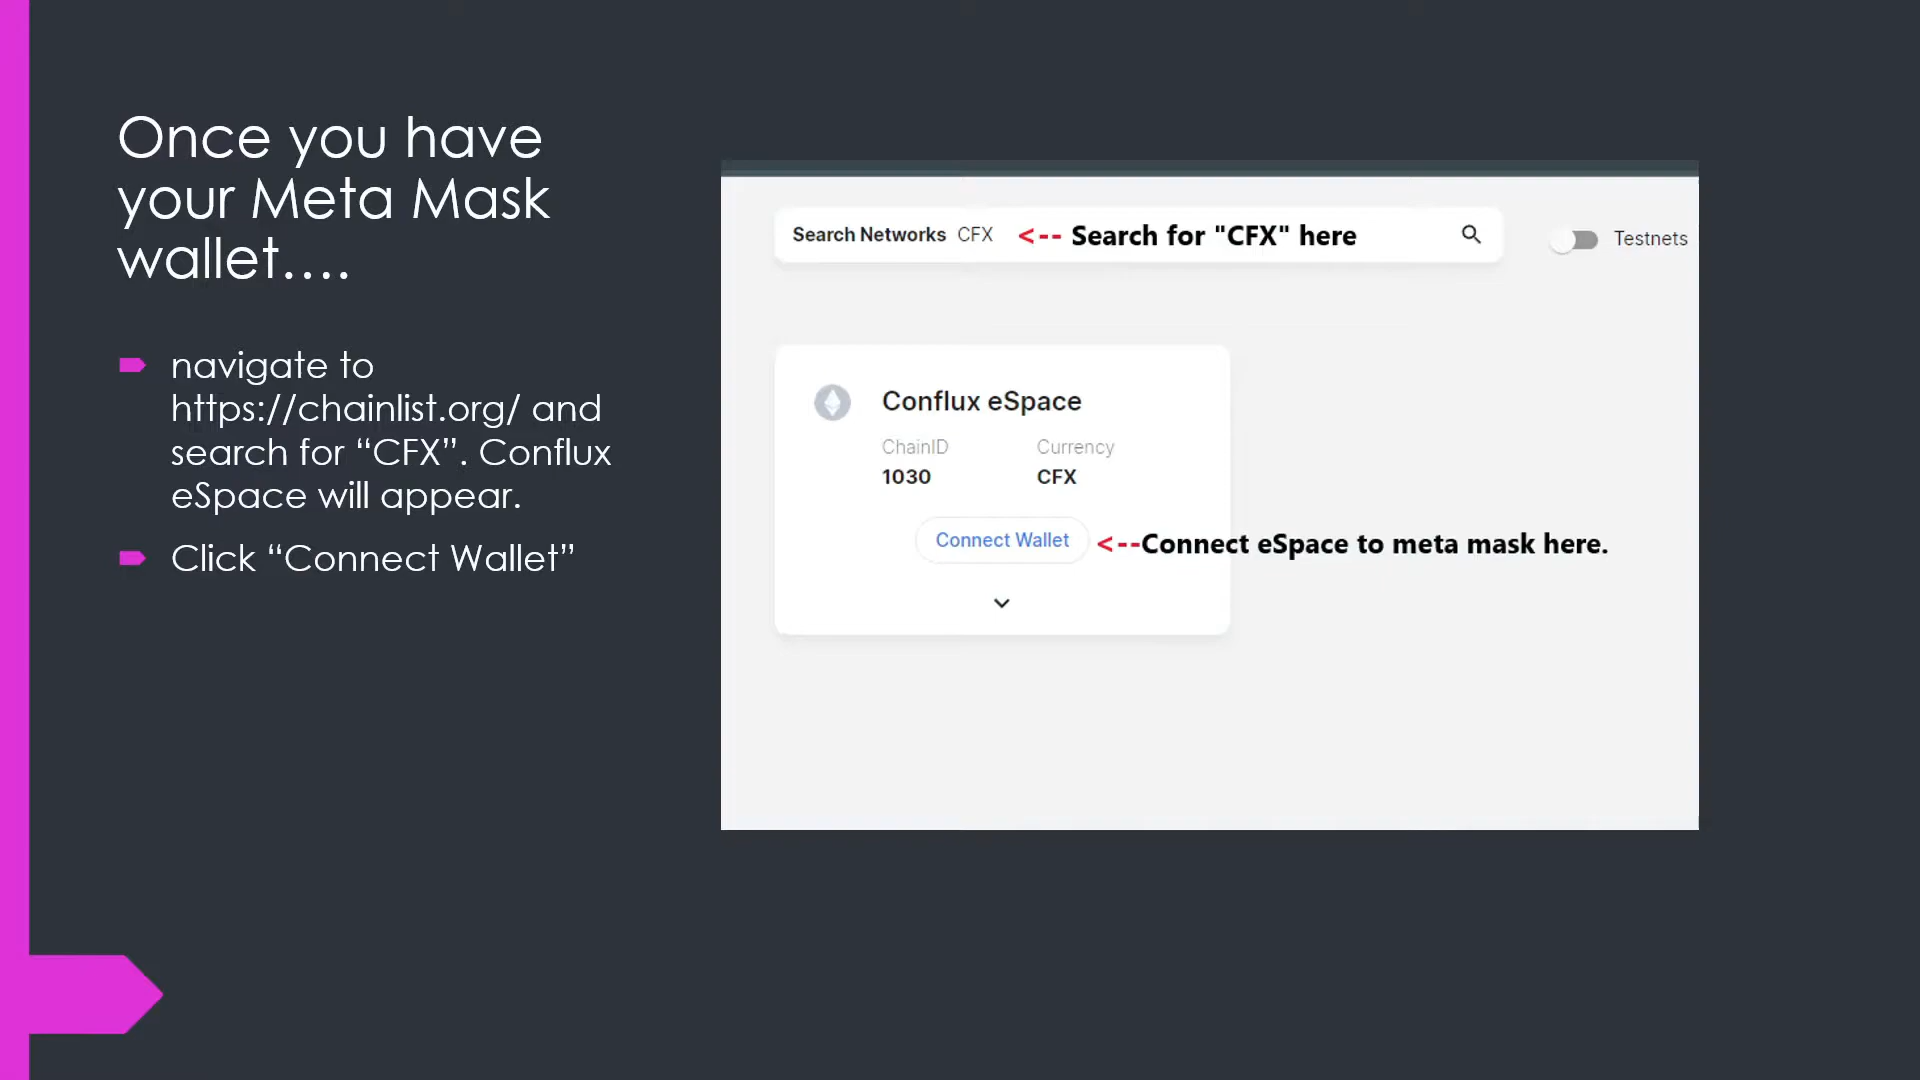 Once you have
your Meta Mask
wallet....
navigate to
https://chainlist.org/ and
search for “CFX”. Conflux
eSpace will appear.
Click “Connect Wallet”
Search Networks CFX <-- Search for "CFX" here
Testnets
Conflux eSpace
ChainID Currency
1030 CFX
Connect Wallet <--Connect eSpace to meta mask here.